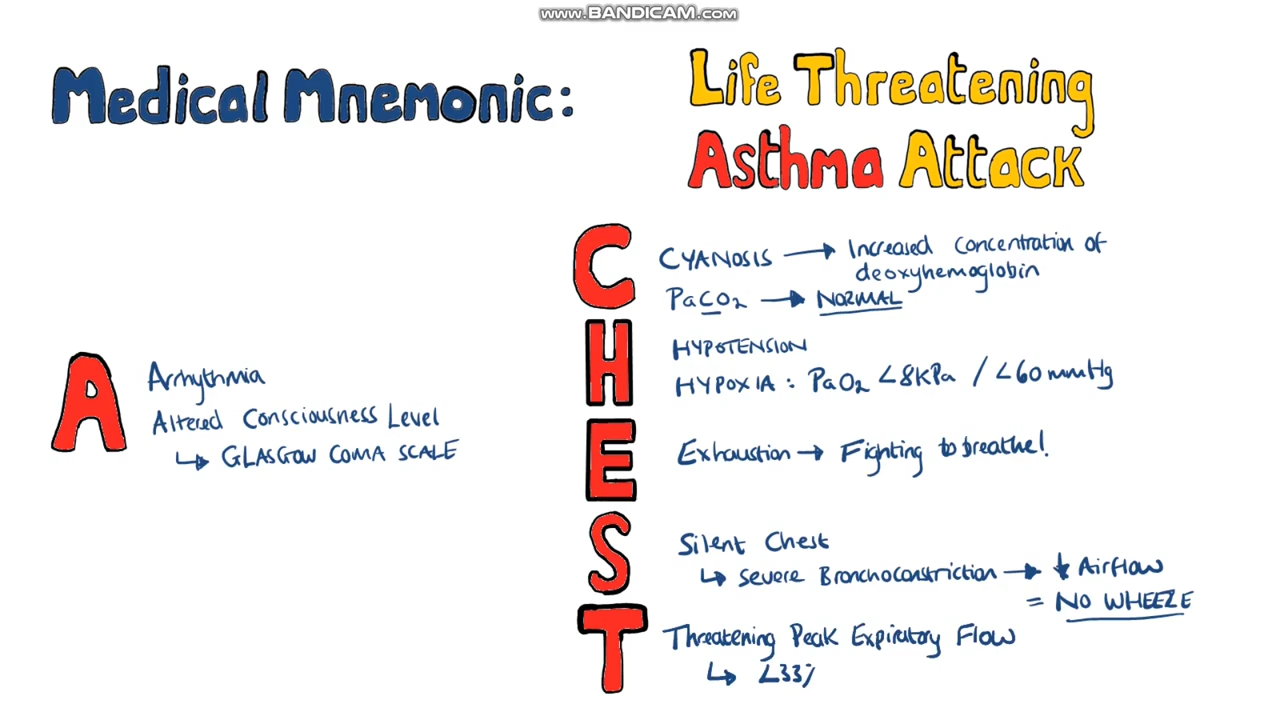 www.BANDICAM.com
Medical Mnemonic:
Life Threatening
Asthma Attack
A
Arrhythmia
Altered Consciousness Level
↳ GLASGOW COMA SCALE
C
CYANOSIS → Increased concentration of
deoxyhemoglobin
PaCO2 → NORMAL
H
HYPOTENSION
HYPOXIA : PaO2 <8kPa / <60mmHg
E
Exhaustion → Fighting to breathe!
S
Silent Chest
↳ Severe Bronchoconstriction → ↓ Airflow
= NO WHEEZE
T
Threatening Peak Expiratory Flow
↳ <33%